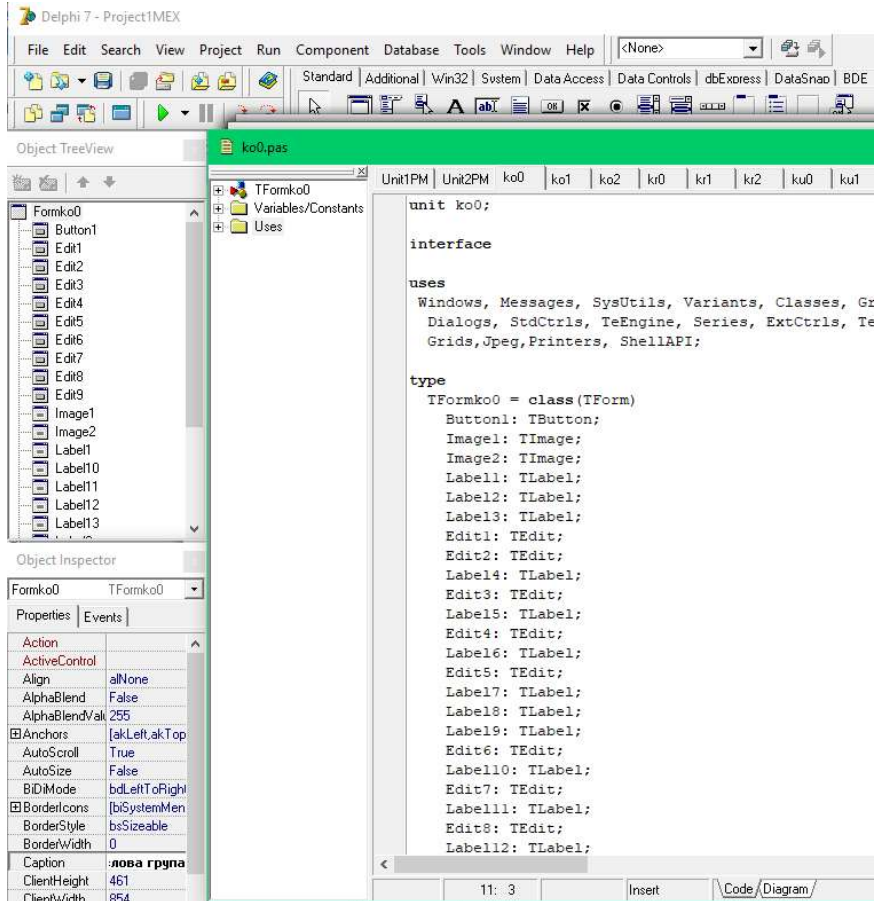 Delphi 7 - Project1MEX
File Edit Search View Project Run Component Database Tools Window Help <None>
Standard Additional Win32 System Data Access Data Controls dbExpress DataSnap BDE
Object TreeView
Formko0
Button1
Edit1
Edit2
Edit3
Edit4
Edit5
Edit6
Edit7
Edit8
Edit9
Image1
Image2
Label1
Label10
Label11
Label12
Label13
Object Inspector
Formko0 TFormko0
Properties Events
Action
ActiveControl
Align alNone
AlphaBlend False
AlphaBlendVal 255
Anchors [akLeft,akTop
AutoScroll True
AutoSize False
BiDiMode bdLeftToRigh
BorderIcons [biSystemMen
BorderStyle bsSizeable
BorderWidth 0
Caption лова група
ClientHeight 461
ClientWidth 854
ko0.pas
TFormko0
Variables/Constants
Uses
Unit1PM Unit2PM ko0 ko1 ko2 kr0 kr1 kr2 ku0 ku1
unit ko0;
interface
uses
Windows, Messages, SysUtils, Variants, Classes, Gr
Dialogs, StdCtrls, TeEngine, Series, ExtCtrls, Te
Grids,Jpeg,Printers, ShellAPI;
type
TFormko0 = class(TForm)
Button1: TButton;
Image1: TImage;
Image2: TImage;
Label1: TLabel;
Label2: TLabel;
Label3: TLabel;
Edit1: TEdit;
Edit2: TEdit;
Label4: TLabel;
Edit3: TEdit;
Label5: TLabel;
Edit4: TEdit;
Label6: TLabel;
Edit5: TEdit;
Label7: TLabel;
Label8: TLabel;
Label9: TLabel;
Edit6: TEdit;
Label10: TLabel;
Edit7: TEdit;
Label11: TLabel;
Edit8: TEdit;
Label12: TLabel;
11: 3 Insert Code Diagram